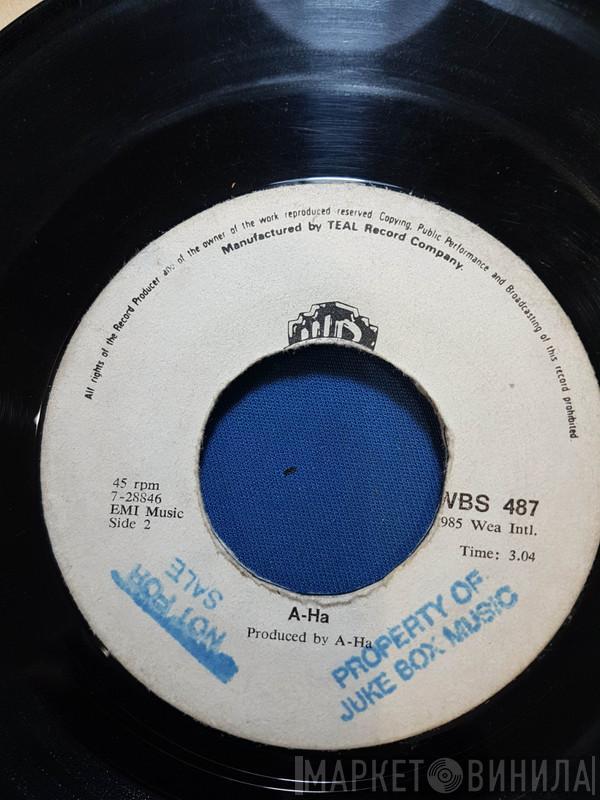 All rights of the Record Producer and of the owner of the work reproduced reserved Copying, Public Performance and Broadcasting of this record prohibited
Manufactured by TEAL Record Company.
45 rpm
7-28846
EMI Music
Side 2
WBS 487
985 Wea Intl.
Time: 3.04
NOT FOR
SALE
A-Ha
Produced by A-Ha
PROPERTY OF
JUKE BOX MUSIC
МАРКЕТ ВИНИЛА